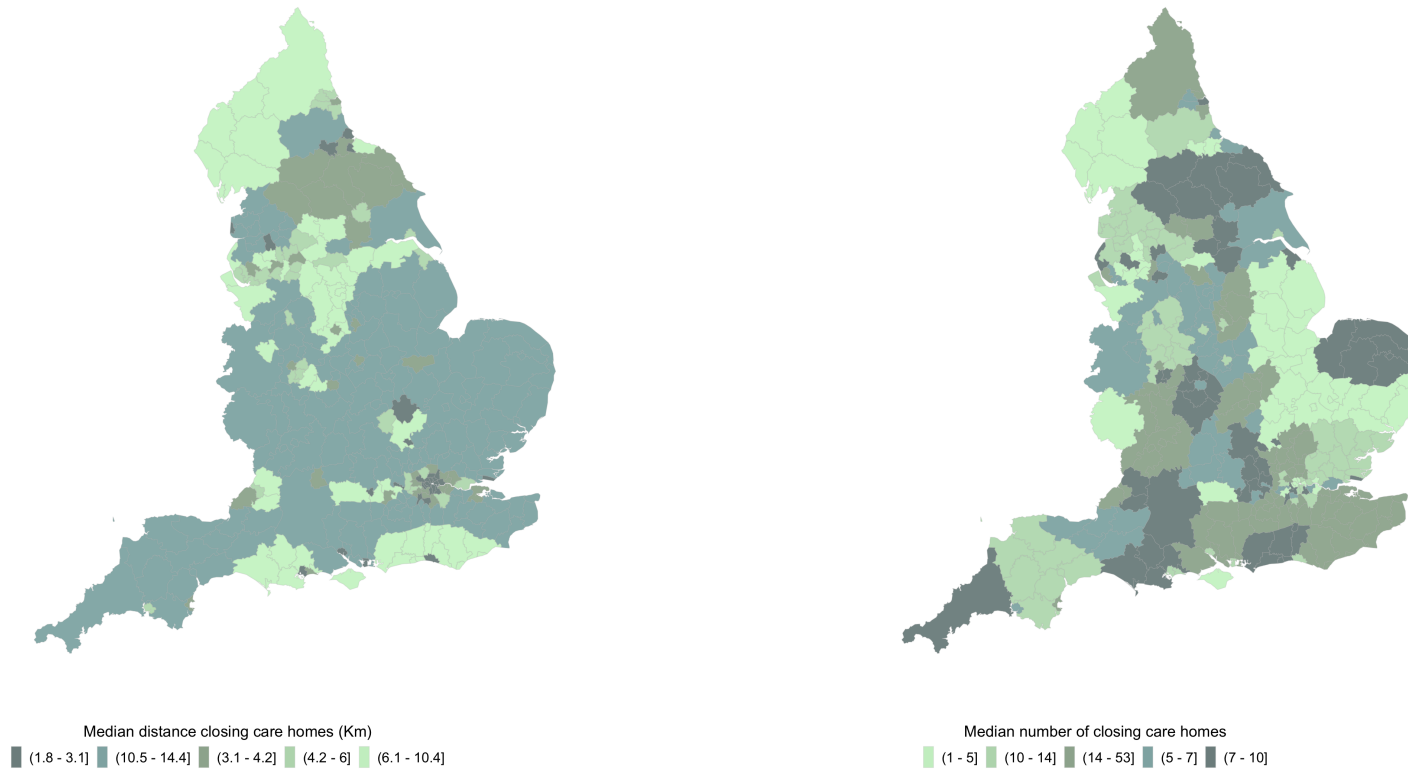 Median distance closing care homes (Km)
(1.8 - 3.1] (10.5 - 14.4] (3.1 - 4.2] (4.2 - 6] (6.1 - 10.4]
Median number of closing care homes
(1 - 5] (10 - 14] (14 - 53] (5 - 7] (7 - 10]